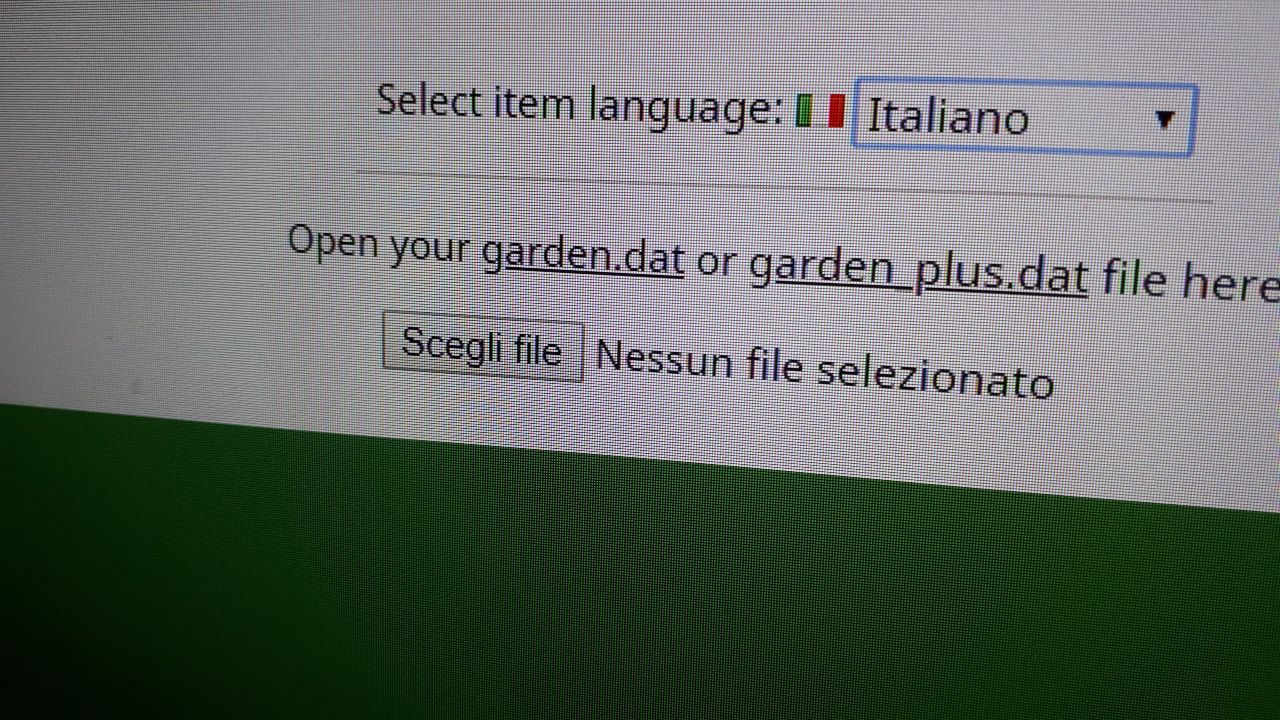 Select item language: Italiano
Open your garden.dat or garden_plus.dat file here
Scegli file Nessun file selezionato